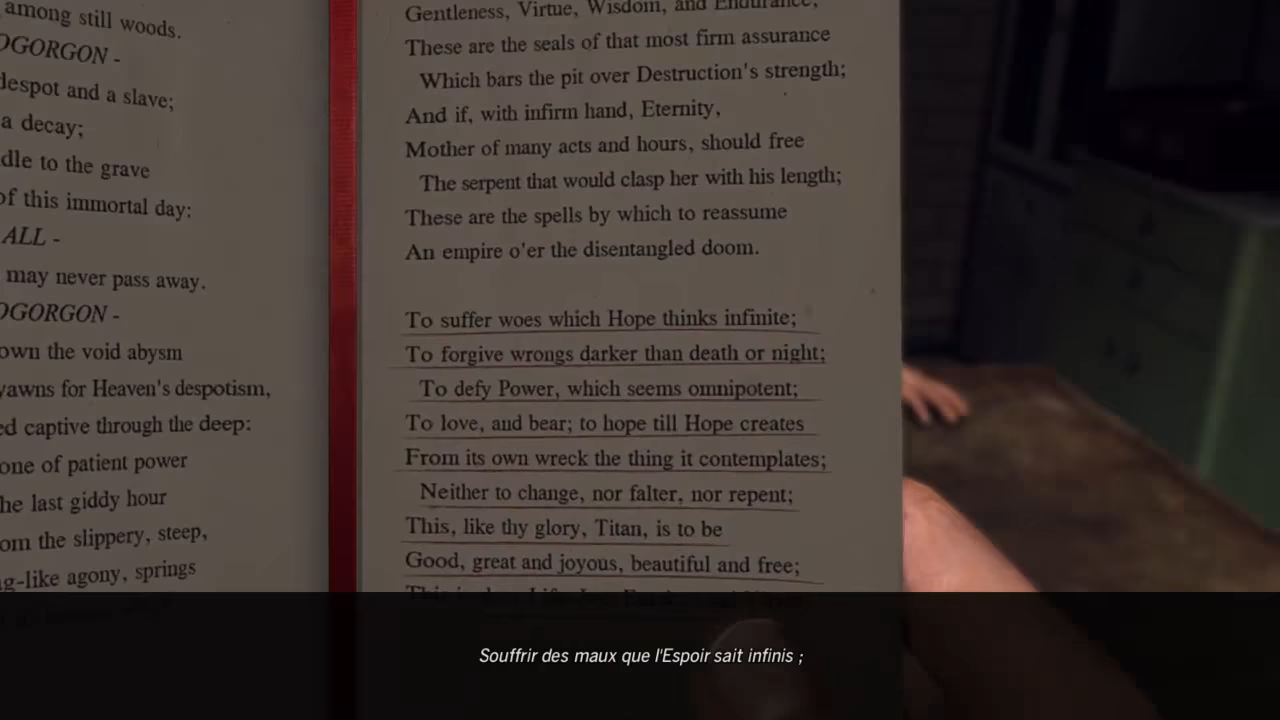 among still woods.
OGORGON -
despot and a slave;
a decay;
dle to the grave
of this immortal day:
ALL -
may never pass away.
OGORGON -
own the void abysm
yawns for Heaven's despotism,
ed captive through the deep:
one of patient power
he last giddy hour
om the slippery, steep,
g-like agony, springs
Gentleness, Virtue, Wisdom, and Endurance,
These are the seals of that most firm assurance
Which bars the pit over Destruction's strength;
And if, with infirm hand, Eternity,
Mother of many acts and hours, should free
The serpent that would clasp her with his length;
These are the spells by which to reassume
An empire o'er the disentangled doom.
To suffer woes which Hope thinks infinite;
To forgive wrongs darker than death or night;
To defy Power, which seems omnipotent;
To love, and bear; to hope till Hope creates
From its own wreck the thing it contemplates;
Neither to change, nor falter, nor repent;
This, like thy glory, Titan, is to be
Good, great and joyous, beautiful and free;
Souffrir des maux que l'Espoir sait infinis ;